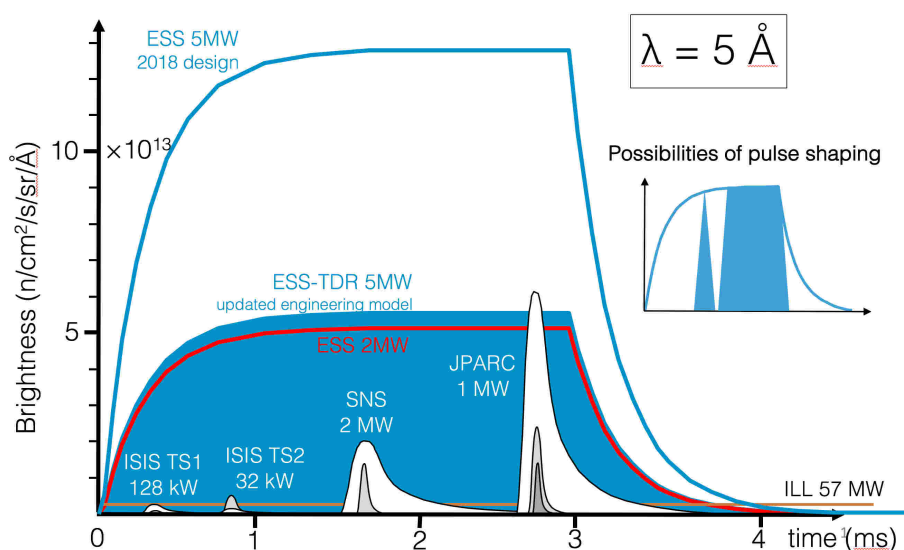 ESS 5MW
2018 design
λ = 5 Å
Brightness (n/cm²/s/sr/Å)
10
×10¹³
5
Possibilities of pulse shaping
ESS-TDR 5MW
updated engineering model
ESS 2MW
JPARC
1 MW
SNS
2 MW
ISIS TS1
128 kW
ISIS TS2
32 kW
ILL 57 MW
0
1
2
3
4
time ¹(ms)